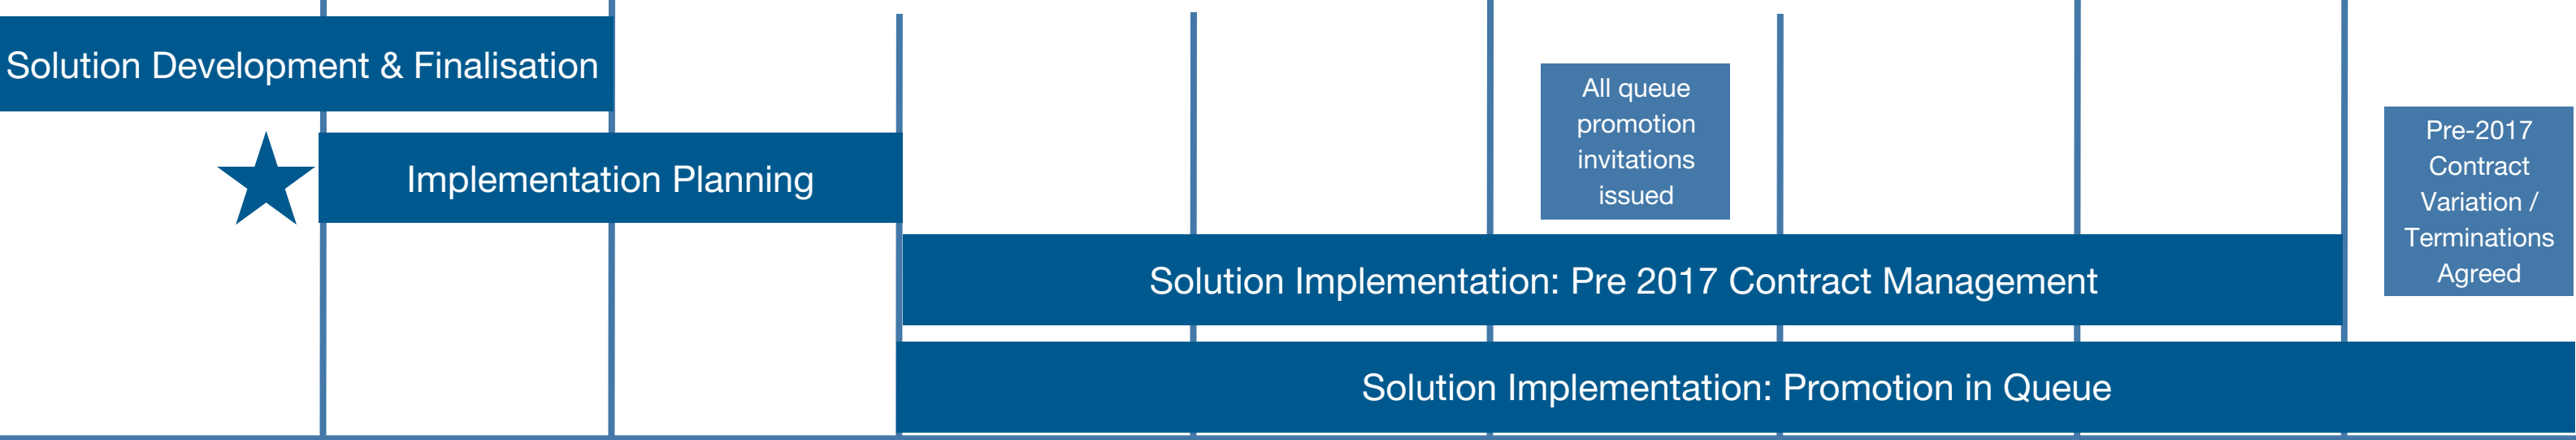 Solution Development & Finalisation
Implementation Planning
All queue
promotion
invitations
issued
Pre-2017
Contract
Variation /
Terminations
Agreed
Solution Implementation: Pre 2017 Contract Management
Solution Implementation: Promotion in Queue